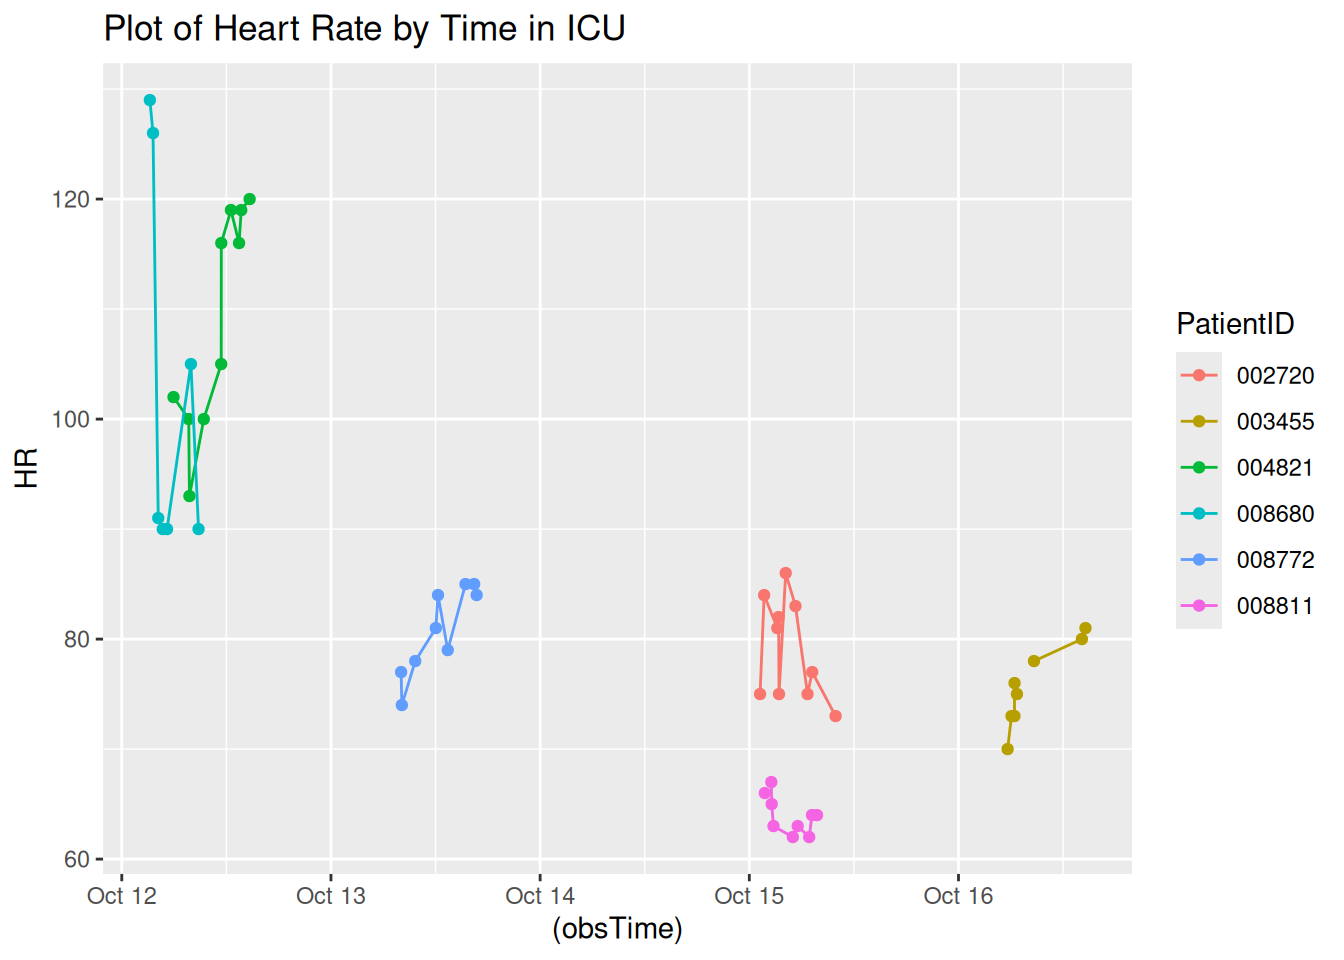 Plot of Heart Rate by Time in ICU
120
100
80
60
HR
Oct 12
Oct 13
Oct 14
Oct 15
Oct 16
(obsTime)
PatientID
002720
003455
004821
008680
008772
008811